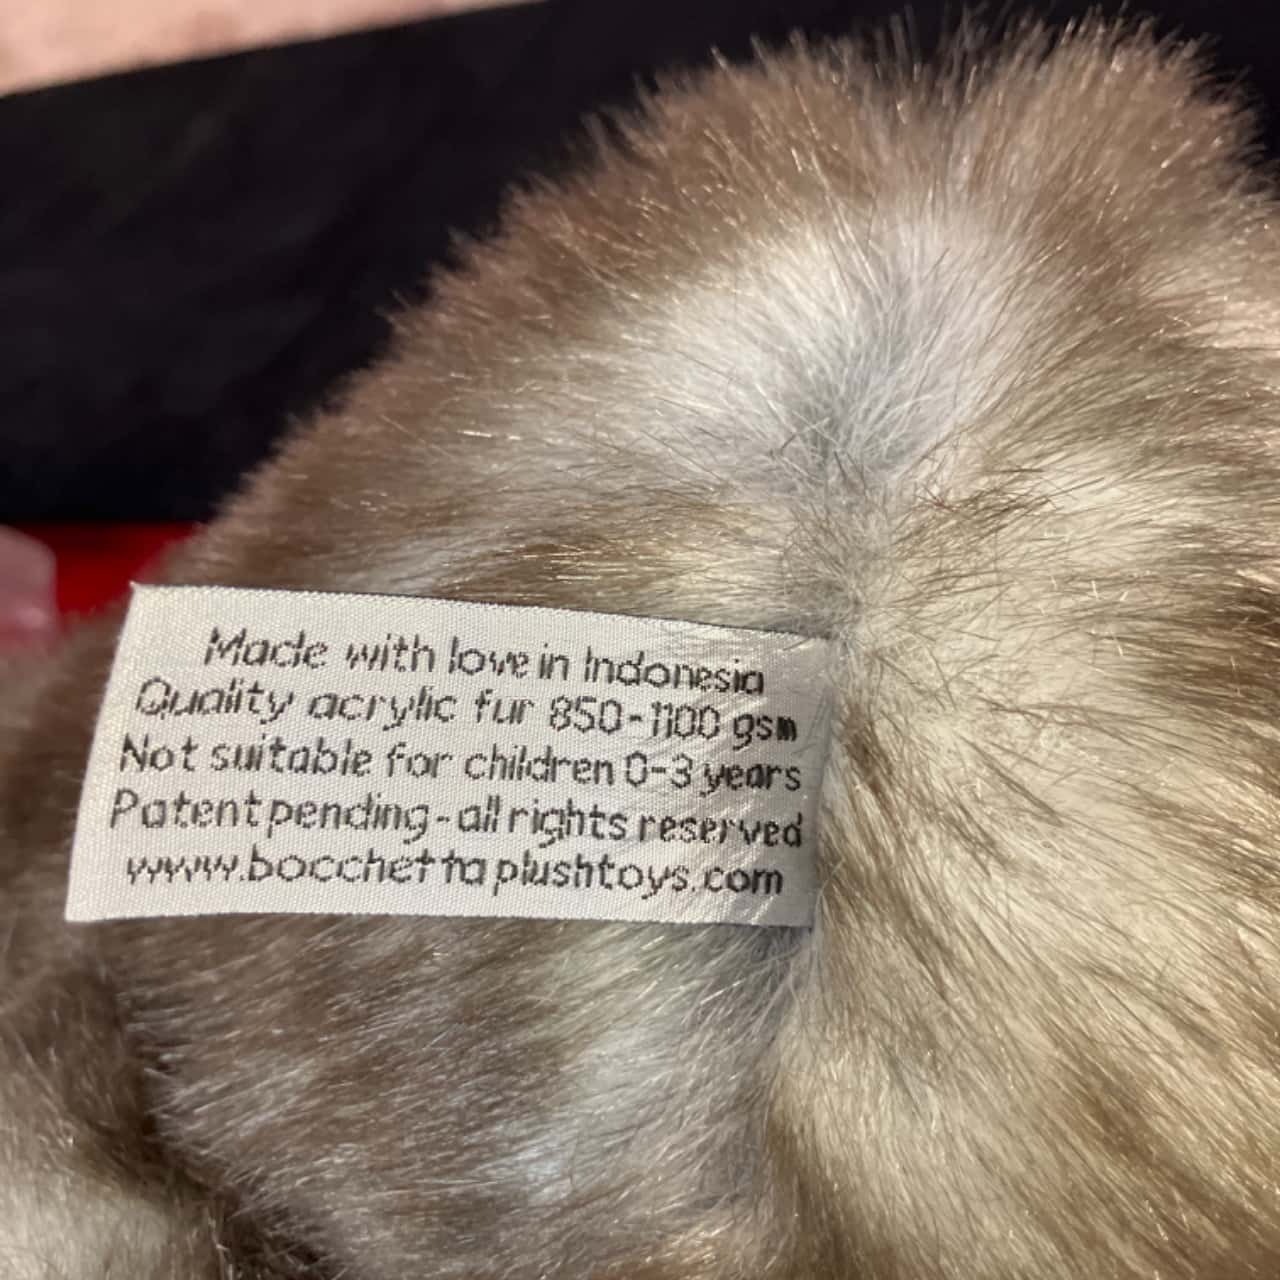 Made with love in Indonesia
Quality acrylic fur 850-1100 gsm
Not suitable for children 0-3 years
Patent pending - all rights reserved
www.bocchettaplushtoys.com